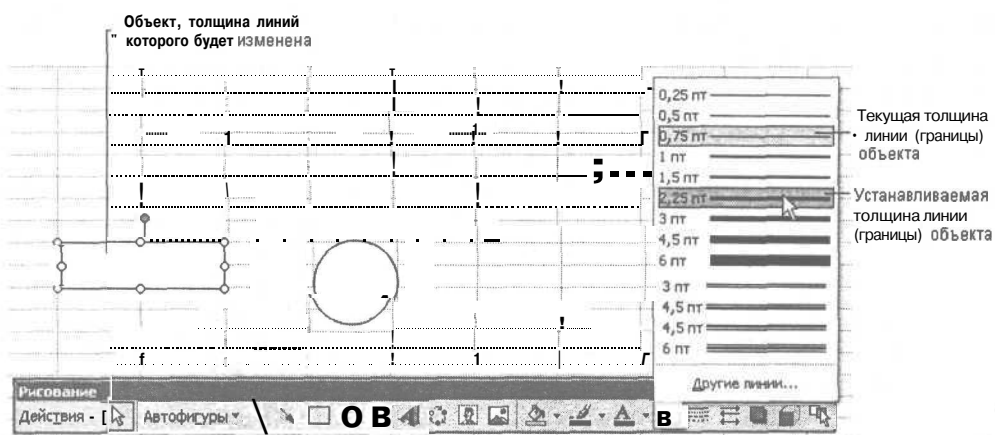 Объект, толщина линий
которого будет изменена
0,25 пт
0,5 пт
0,75 пт
1 пт
1,5 пт
2,25 пт
3 пт
4,5 пт
6 пт
3 пт
4,5 пт
4,5 пт
6 пт
Другие линии...
Текущая толщина
линии (границы)
объекта
Устанавливаемая
толщина линии
(границы) объекта
Рисование
Действия
Автофигуры